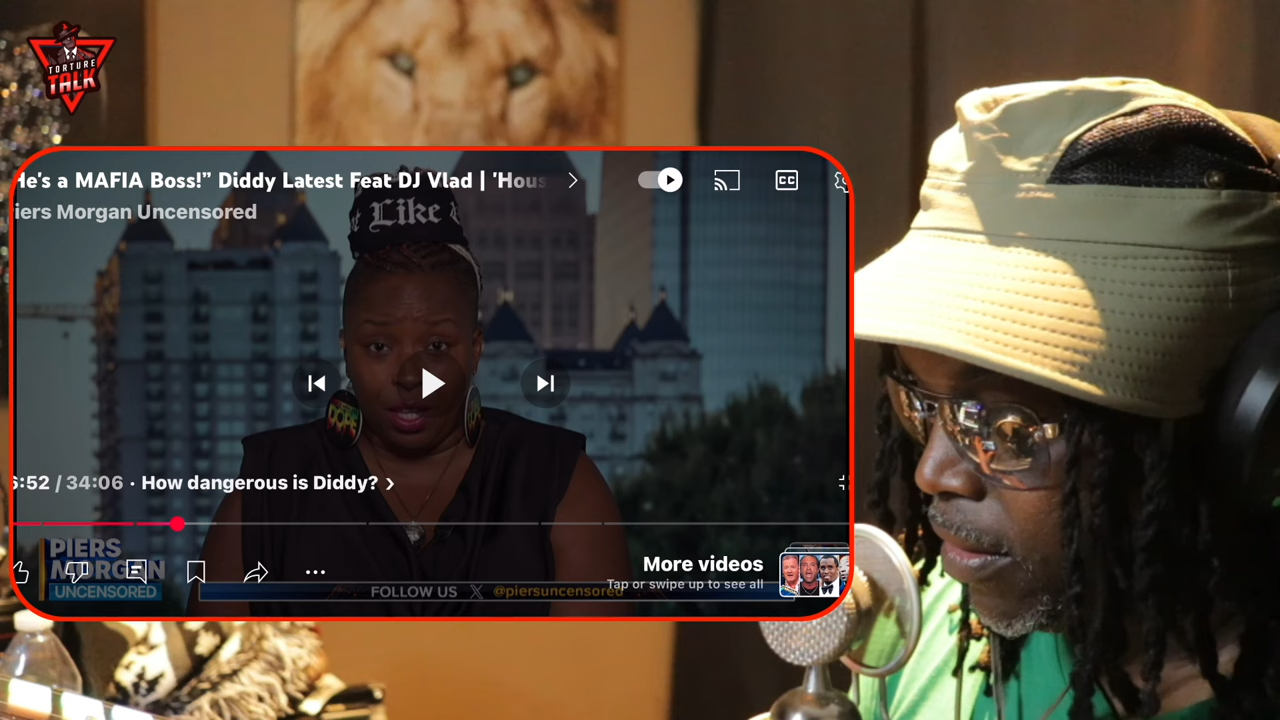 TORTURE
TALK
He's a MAFIA Boss!” Diddy Latest Feat DJ Vlad | 'Hous
iers Morgan Uncensored
CC
Like
6:52 / 34:06 · How dangerous is Diddy? ›
DOPE
PIERS
MORGAN
UNCENSORED
More videos
Tap or swipe up to see all
FOLLOW US X @piersuncensored